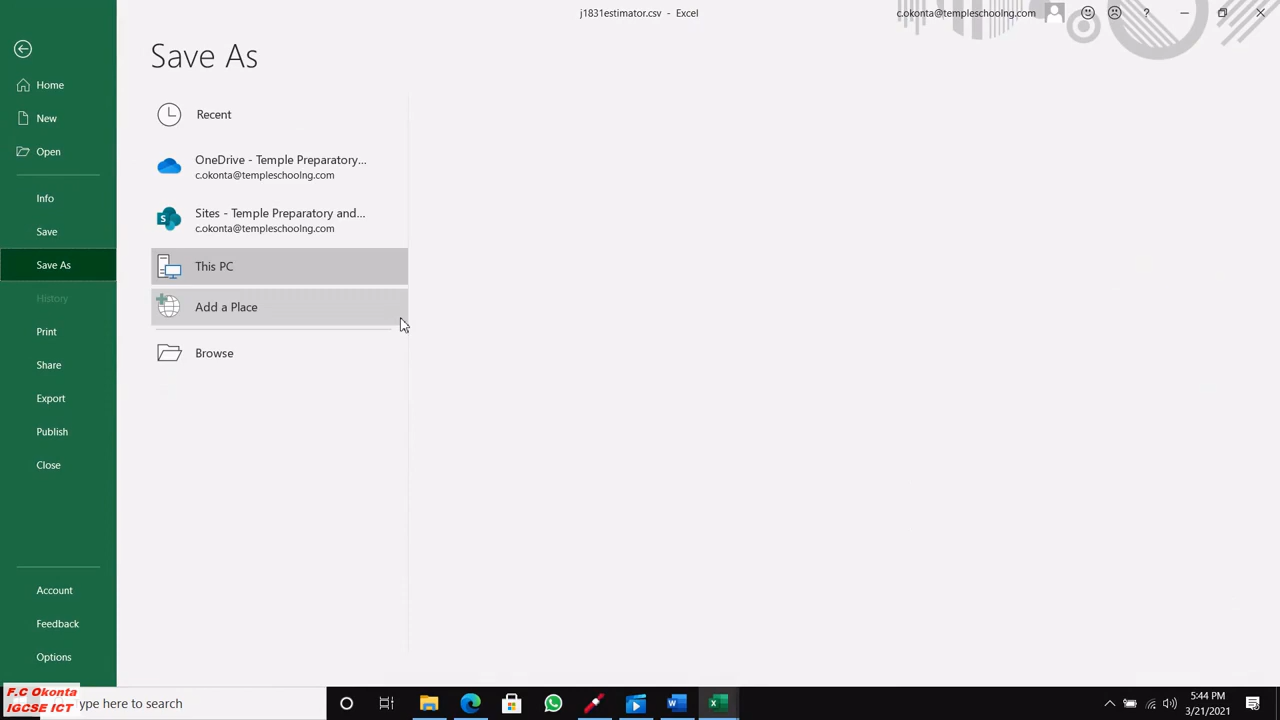 j1831estimator.csv - Excel
c.okonta@templeschoolng.com
?
Save As
Home
New
Open
Info
Save
Save As
History
Print
Share
Export
Publish
Close
Account
Feedback
Options
Recent
OneDrive - Temple Preparatory...
c.okonta@templeschoolng.com
S
Sites - Temple Preparatory and...
c.okonta@templeschoolng.com
This PC
Add a Place
Browse
F.C Okonta
IGCSE ICT
ype here to search
W
X
5:44 PM
3/21/2021